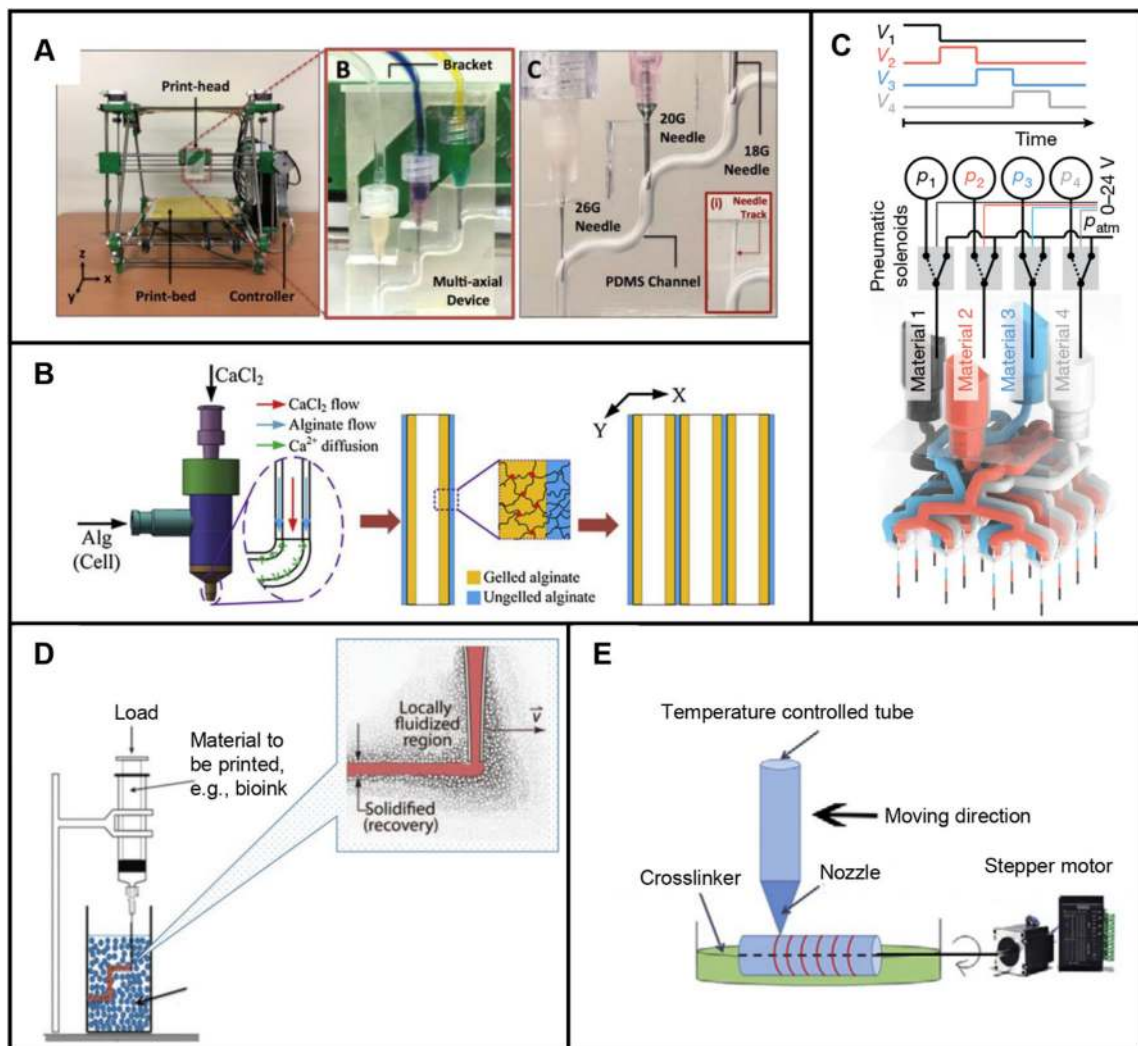 A
Print-head
z
x
y
Print-bed
Controller
B
Bracket
Multi-axial
Device
C
20G
Needle
18G
Needle
26G
Needle
(i)
Needle
Track
PDMS Channel
B
CaCl₂
CaCl₂ flow
Alginate flow
Ca²⁺ diffusion
Alg
(Cell)
X
Y
Gelled alginate
Ungelled alginate
C
V₁
V₂
V₃
V₄
Time
p₁
p₂
p₃
p₄
0–24 V
pₐₜₘ
Pneumatic
solenoids
Material 1
Material 2
Material 3
Material 4
D
Load
Material to
be printed,
e.g., bioink
Locally
fluidized
region
v
Solidified
(recovery)
E
Temperature controlled tube
Moving direction
Crosslinker
Nozzle
Stepper motor